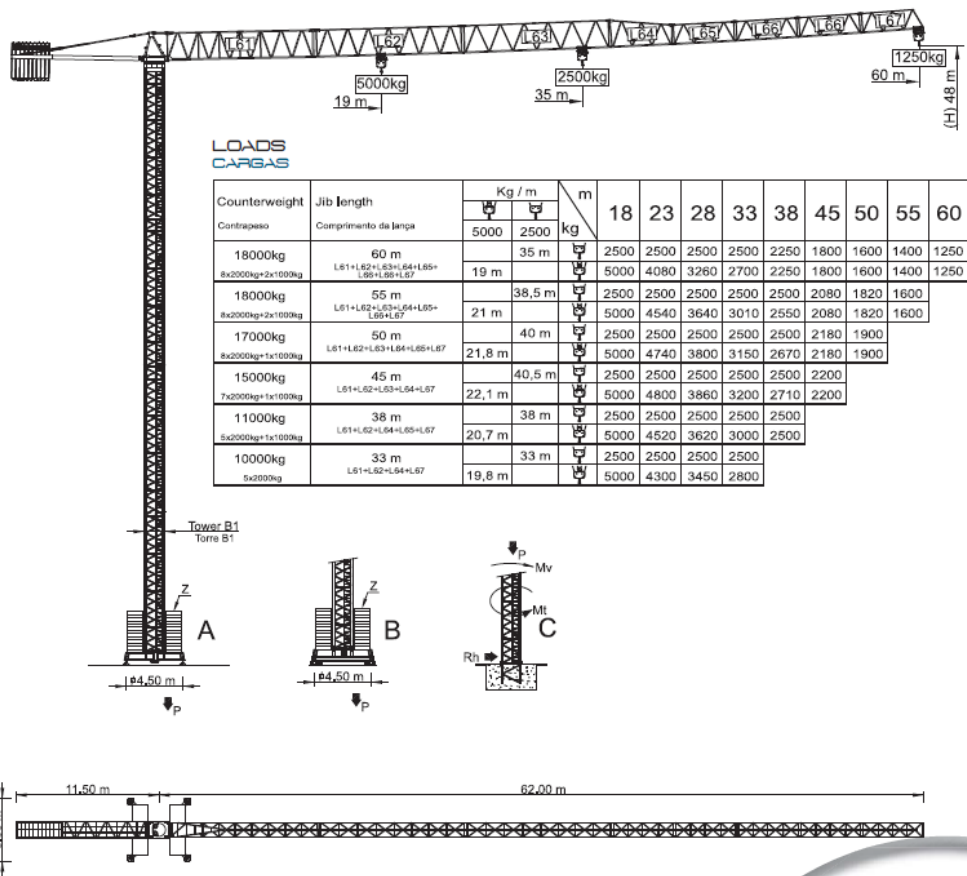 L61 L62 L63 L64 L65 L66 L66 L67
5000kg 2500kg 1250kg
19 m 35 m 60 m
(H) 48 m
LOADS
CARGAS
Counterweight Jib length Kg / m m
Contrapeso Comprimento da lança 5000 2500 kg 18 23 28 33 38 45 50 55 60
18000kg 60 m 35 m 2500 2500 2500 2500 2250 1800 1600 1400 1250
8x2000kg+2x1000kg L61+L62+L63+L64+L65+
L66+L66+L67 19 m 5000 4080 3260 2700 2250 1800 1600 1400 1250
18000kg 55 m 38,5 m 2500 2500 2500 2500 2500 2080 1820 1600
8x2000kg+2x1000kg L61+L62+L63+L64+L65+
L66+L67 21 m 5000 4540 3640 3010 2550 2080 1820 1600
17000kg 50 m 40 m 2500 2500 2500 2500 2500 2180 1900
8x2000kg+1x1000kg L61+L62+L63+L64+L65+L67 21,8 m 5000 4740 3800 3150 2670 2180 1900
15000kg 45 m 40,5 m 2500 2500 2500 2500 2500 2200
7x2000kg+1x1000kg L61+L62+L63+L64+L67 22,1 m 5000 4800 3860 3200 2710 2200
11000kg 38 m 38 m 2500 2500 2500 2500 2500
5x2000kg+1x1000kg L61+L62+L64+L65+L67 20,7 m 5000 4520 3620 3000 2500
10000kg 33 m 33 m 2500 2500 2500 2500
5x2000kg L61+L62+L64+L67 19,8 m 5000 4300 3450 2800
Tower B1
Torre B1
Z
A
ø4.50 m
P
Z
B
ø4.50 m
P
P
Mv
Mt
C
Rh
11.50 m 62.00 m